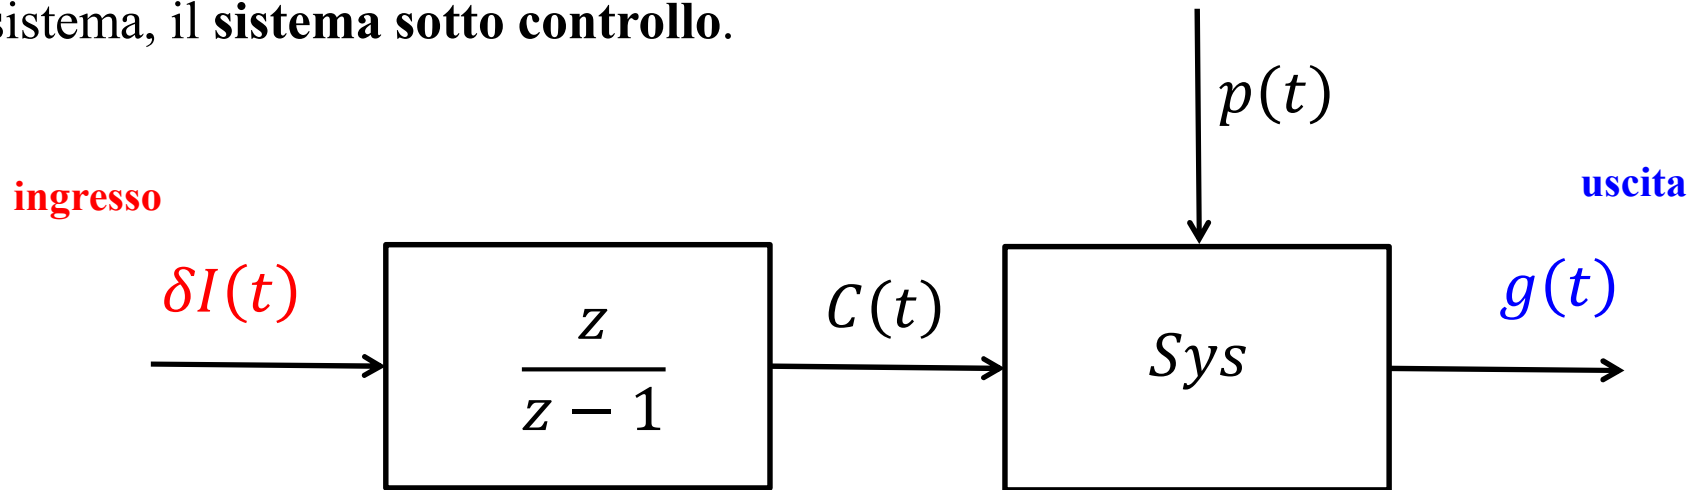 sistema, il sistema sotto controllo.
p(t)
ingresso
uscita
δI(t)
z
z − 1
C(t)
Sys
g(t)